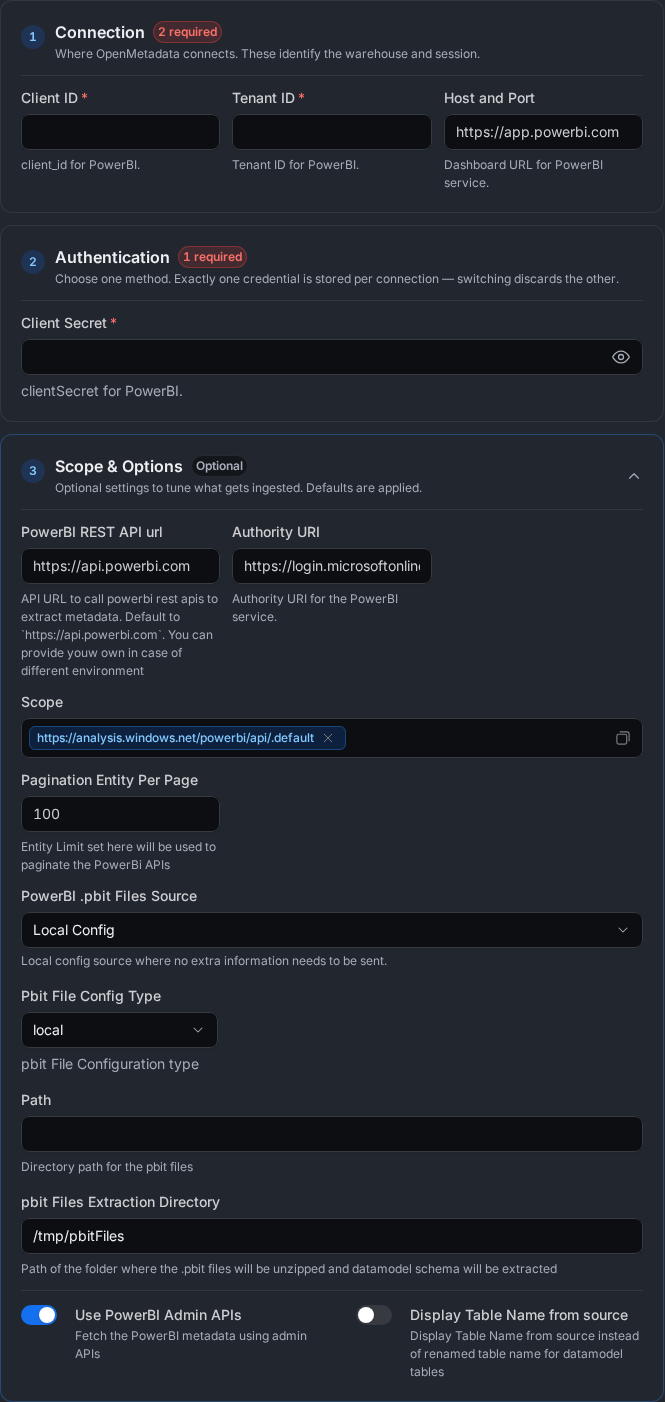 1
Connection
2 required
Where OpenMetadata connects. These identify the warehouse and session.
Client ID *
Tenant ID *
Host and Port
https://app.powerbi.com
client_id for PowerBI.
Tenant ID for PowerBI.
Dashboard URL for PowerBI
service.
2
Authentication
1 required
Choose one method. Exactly one credential is stored per connection — switching discards the other.
Client Secret *
clientSecret for PowerBI.
3
Scope & Options
Optional
Optional settings to tune what gets ingested. Defaults are applied.
PowerBI REST API url
Authority URI
https://api.powerbi.com
https://login.microsoftonline
API URL to call powerbi rest apis to
extract metadata. Default to
`https://api.powerbi.com`. You can
provide youw own in case of
different environment
Authority URI for the PowerBI
service.
Scope
https://analysis.windows.net/powerbi/api/.default
Pagination Entity Per Page
100
Entity Limit set here will be used to
paginate the PowerBi APIs
PowerBI .pbit Files Source
Local Config
Local config source where no extra information needs to be sent.
Pbit File Config Type
local
pbit File Configuration type
Path
Directory path for the pbit files
pbit Files Extraction Directory
/tmp/pbitFiles
Path of the folder where the .pbit files will be unzipped and datamodel schema will be extracted
Use PowerBI Admin APIs
Fetch the PowerBI metadata using admin
APIs
Display Table Name from source
Display Table Name from source instead
of renamed table name for datamodel
tables